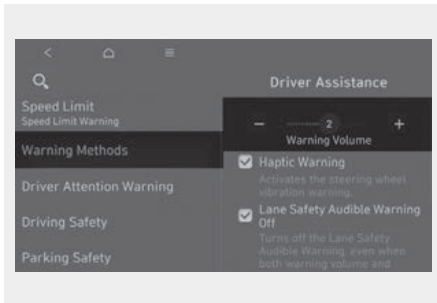 Driver Assistance
Speed Limit
Speed Limit Warning
Warning Methods
Driver Attention Warning
Driving Safety
Parking Safety
− 2 +
Warning Volume
Haptic Warning
Activates the steering wheel
vibration warning.
Lane Safety Audible Warning
Off
Turns off the Lane Safety
Audible Warning, even when
both warning volume and